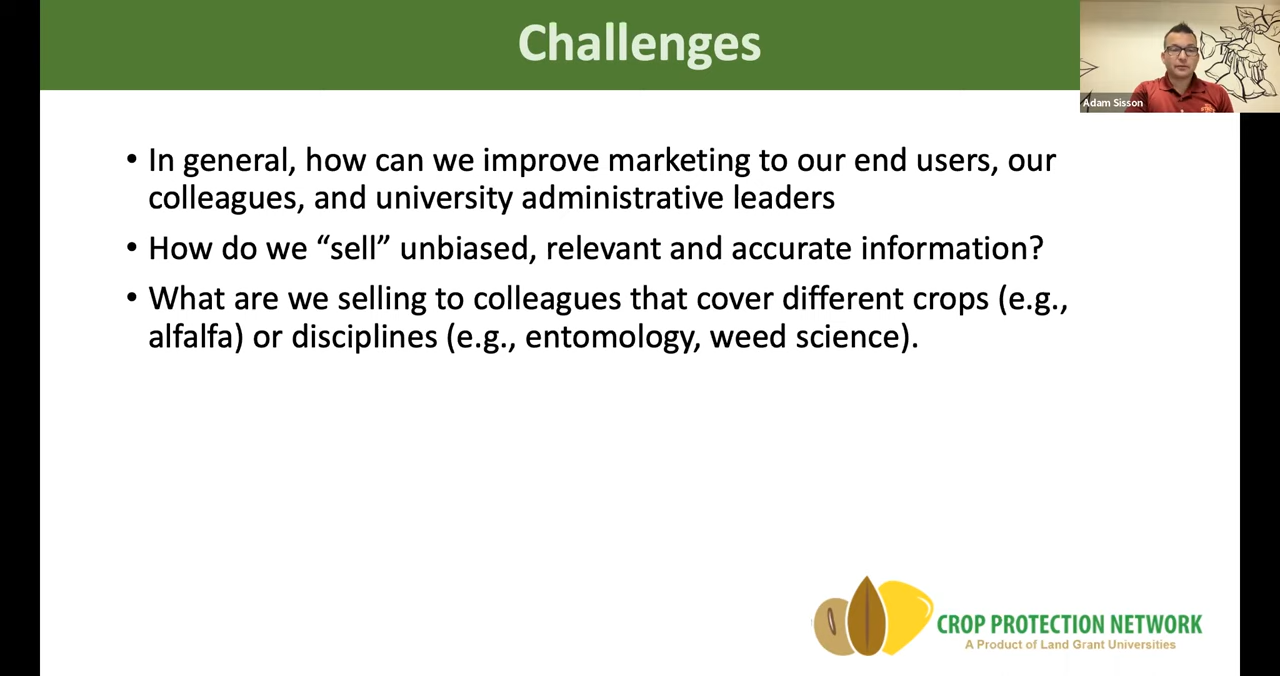 Challenges
Adam Sisson
• In general, how can we improve marketing to our end users, our
colleagues, and university administrative leaders
• How do we “sell” unbiased, relevant and accurate information?
• What are we selling to colleagues that cover different crops (e.g.,
alfalfa) or disciplines (e.g., entomology, weed science).
CROP PROTECTION NETWORK
A Product of Land Grant Universities